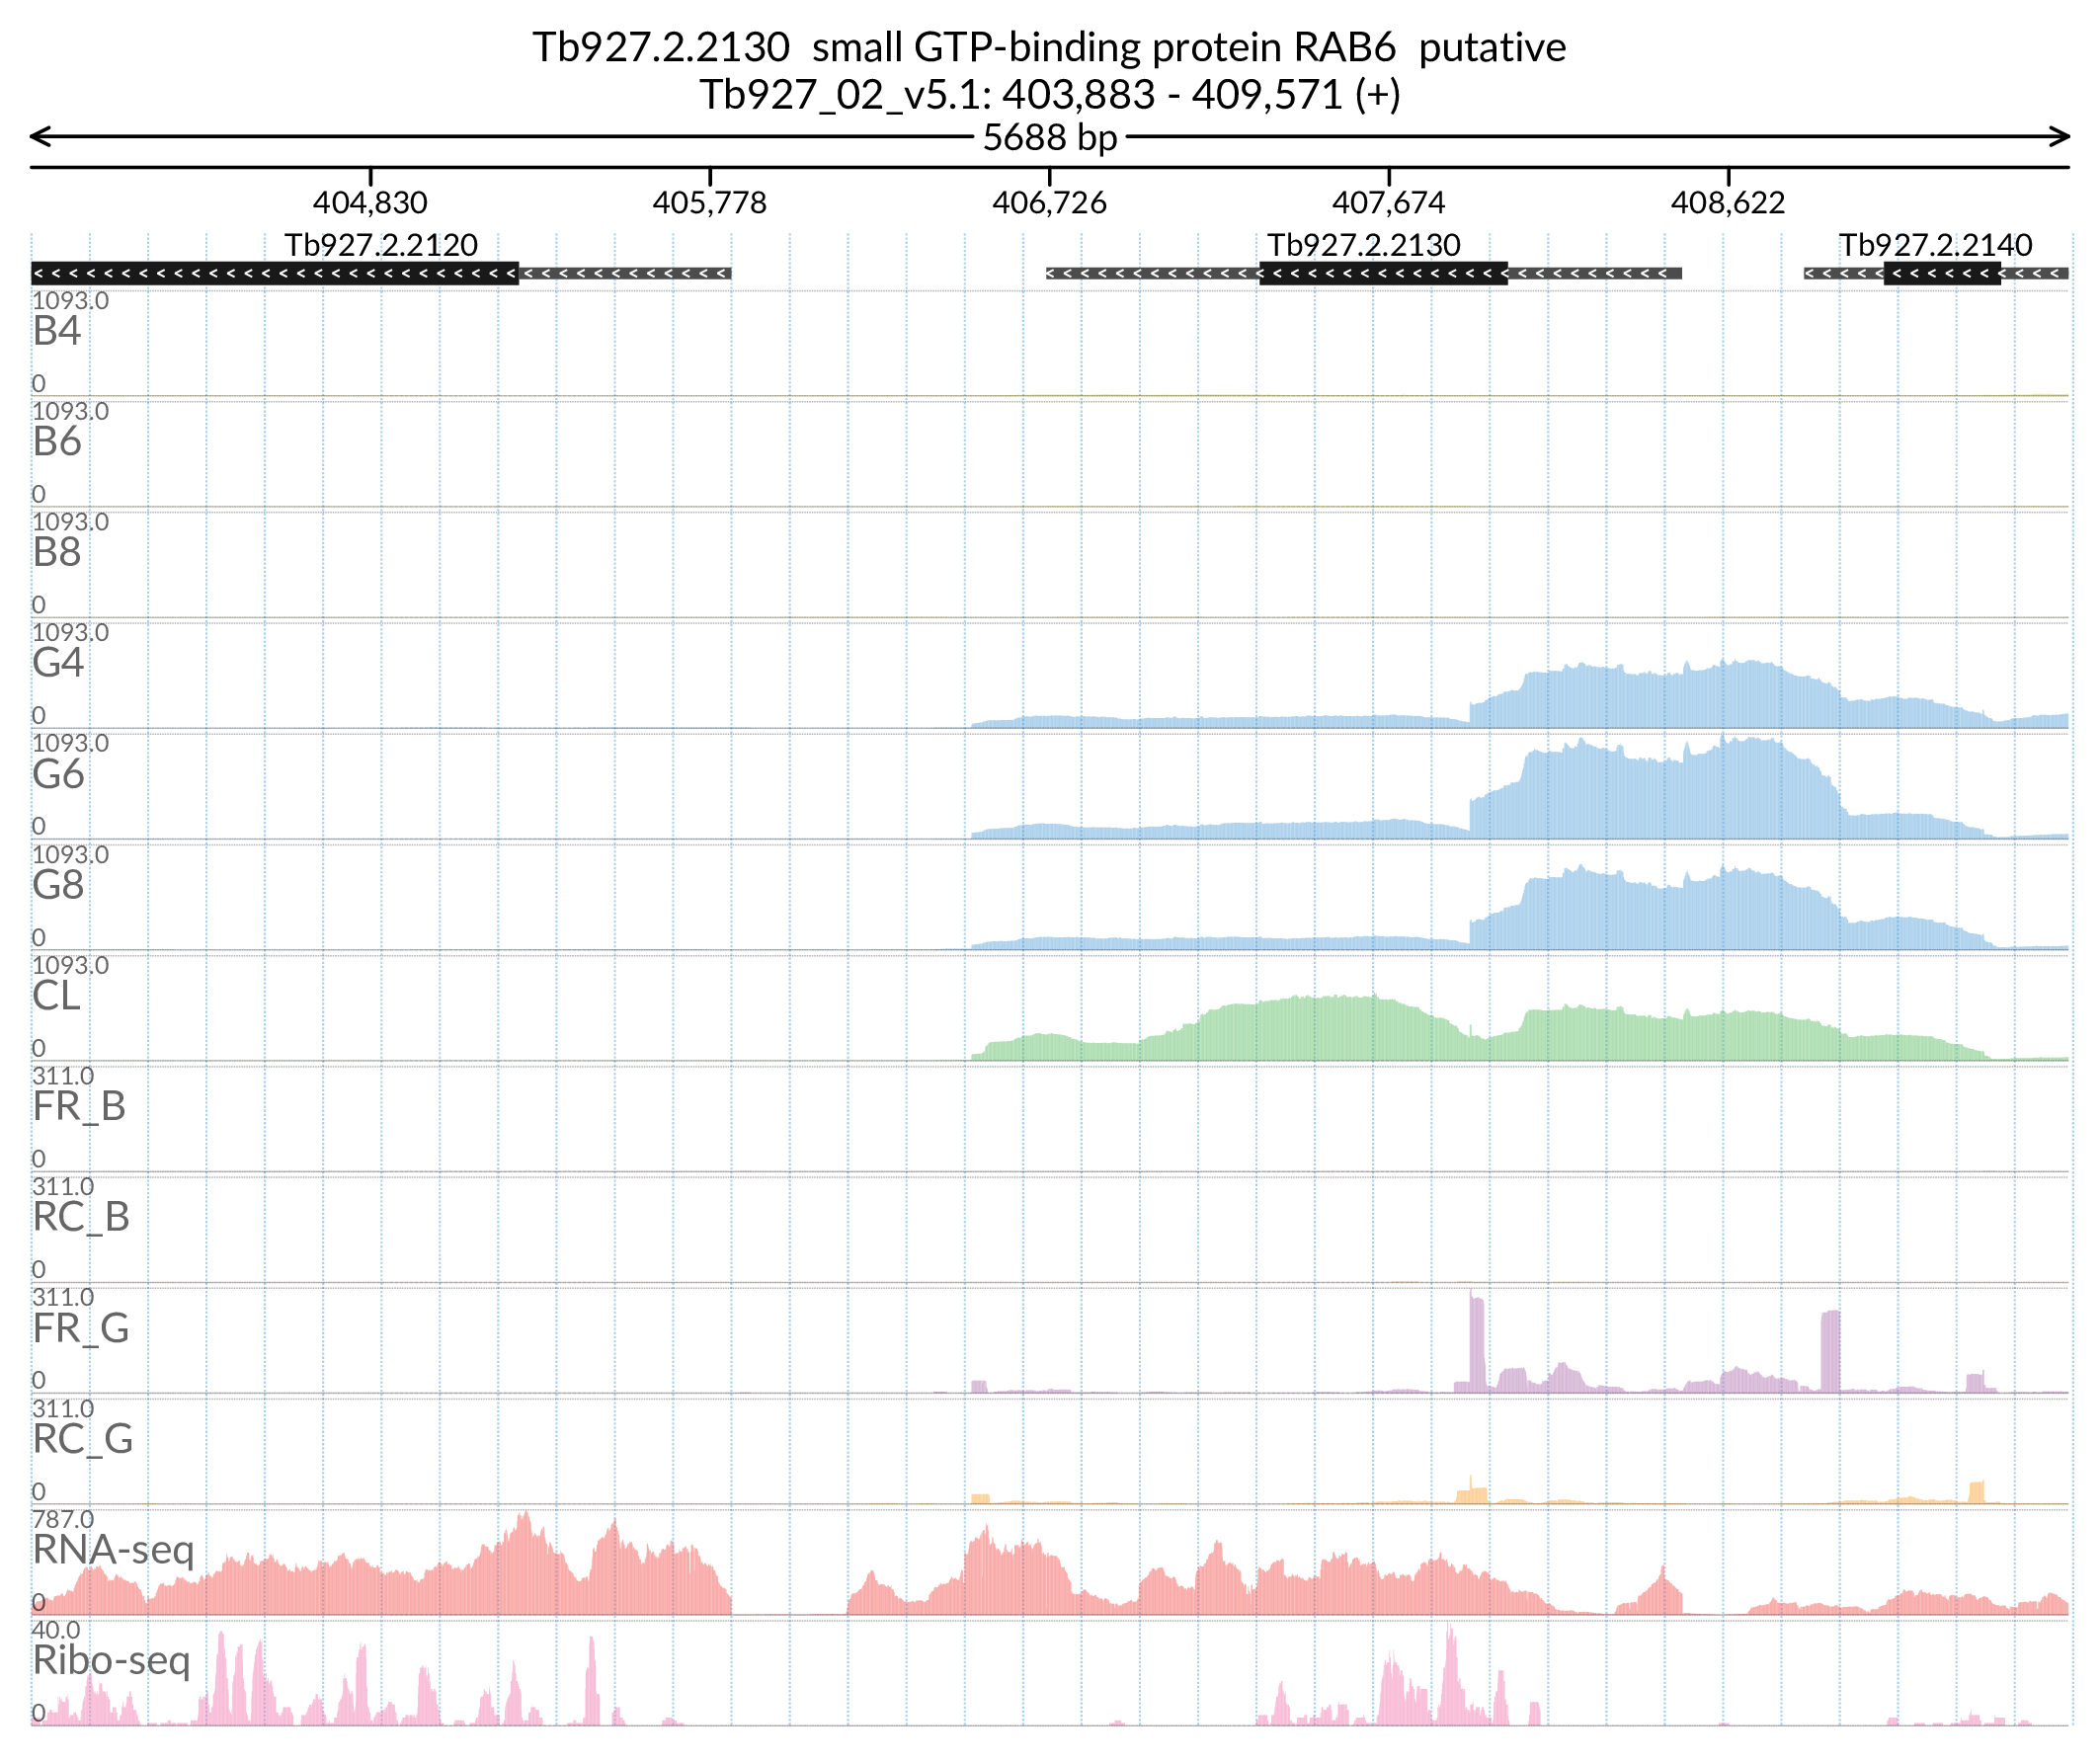 Tb927.2.2130 small GTP-binding protein RAB6 putative
Tb927_02_v5.1: 403,883 - 409,571 (+)
5688 bp
404,830 405,778 406,726 407,674 408,622
Tb927.2.2120 Tb927.2.2130 Tb927.2.2140
1093.0
B4
0
1093.0
B6
0
1093.0
B8
0
1093.0
G4
0
1093.0
G6
0
1093.0
G8
0
1093.0
CL
0
311.0
FR_B
0
311.0
RC_B
0
311.0
FR_G
0
311.0
RC_G
0
787.0
RNA-seq
0
40.0
Ribo-seq
0